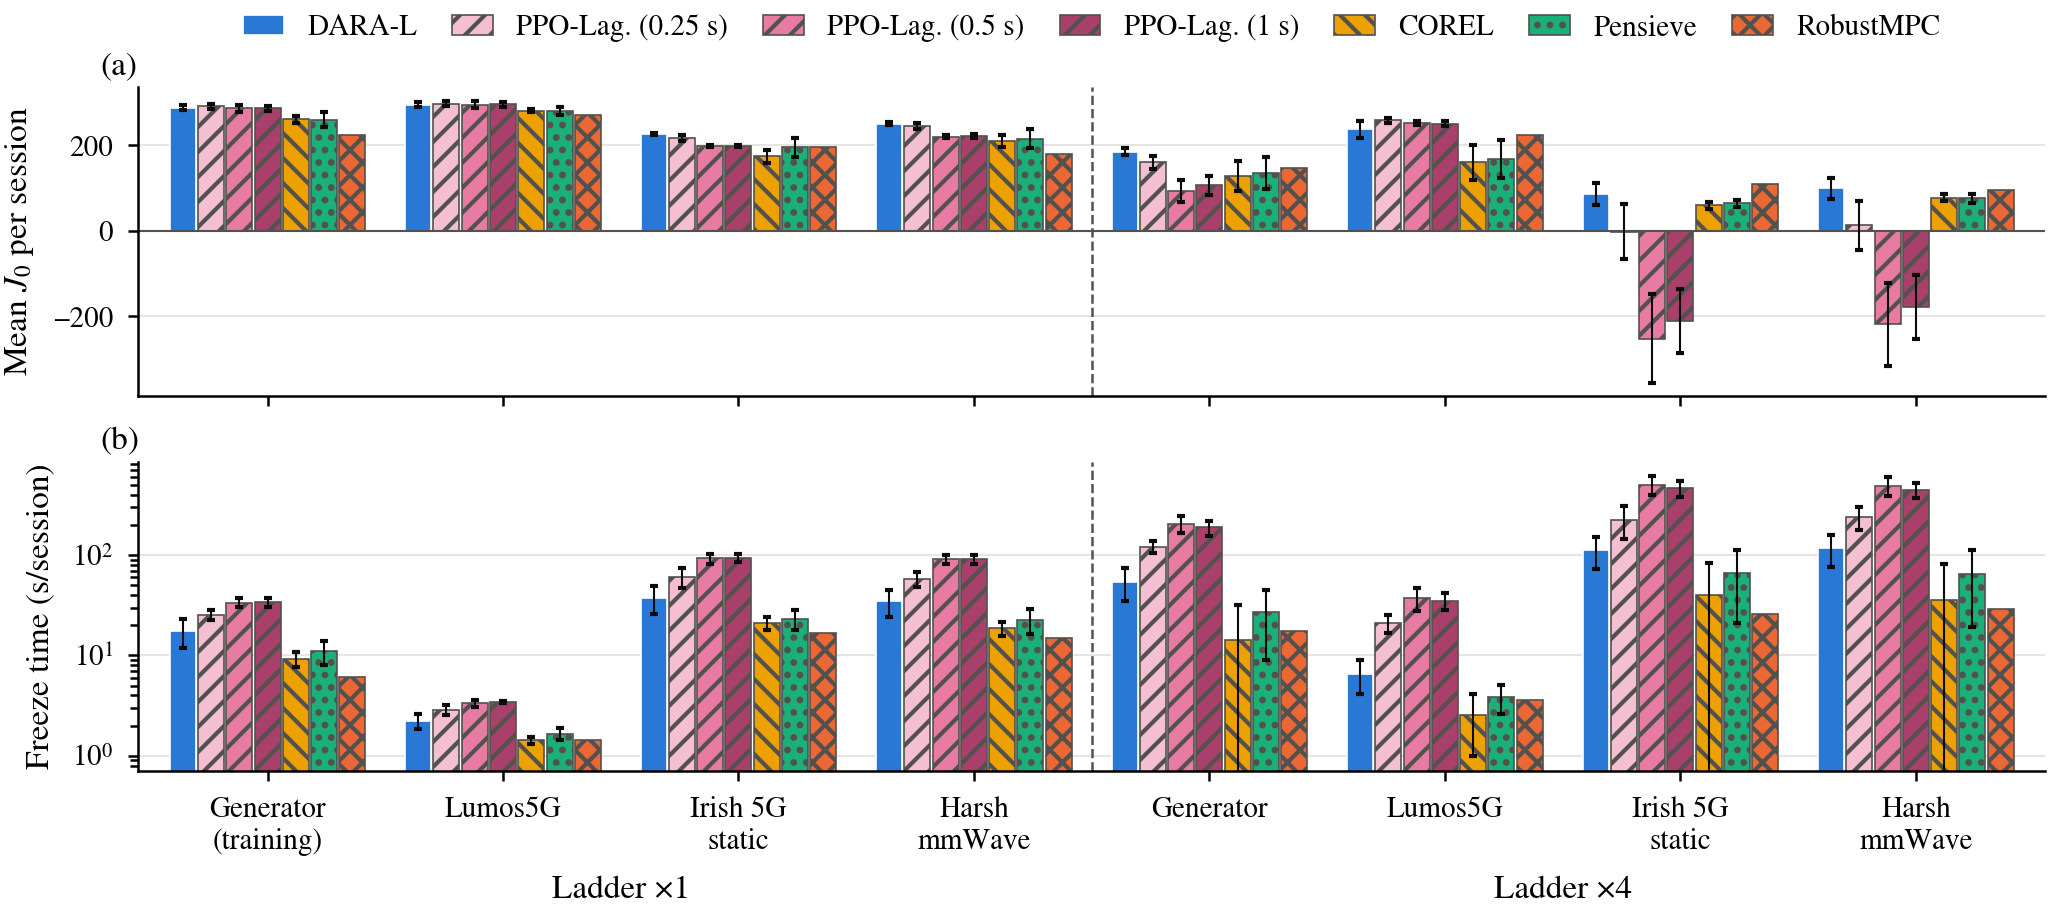 DARA-L PPO-Lag. (0.25 s) PPO-Lag. (0.5 s) PPO-Lag. (1 s) COREL Pensieve RobustMPC
(a)
Mean J₀ per session
200
0
−200
(b)
Freeze time (s/session)
10²
10¹
10⁰
Generator (training)
Lumos5G
Irish 5G static
Harsh mmWave
Generator
Lumos5G
Irish 5G static
Harsh mmWave
Ladder ×1
Ladder ×4